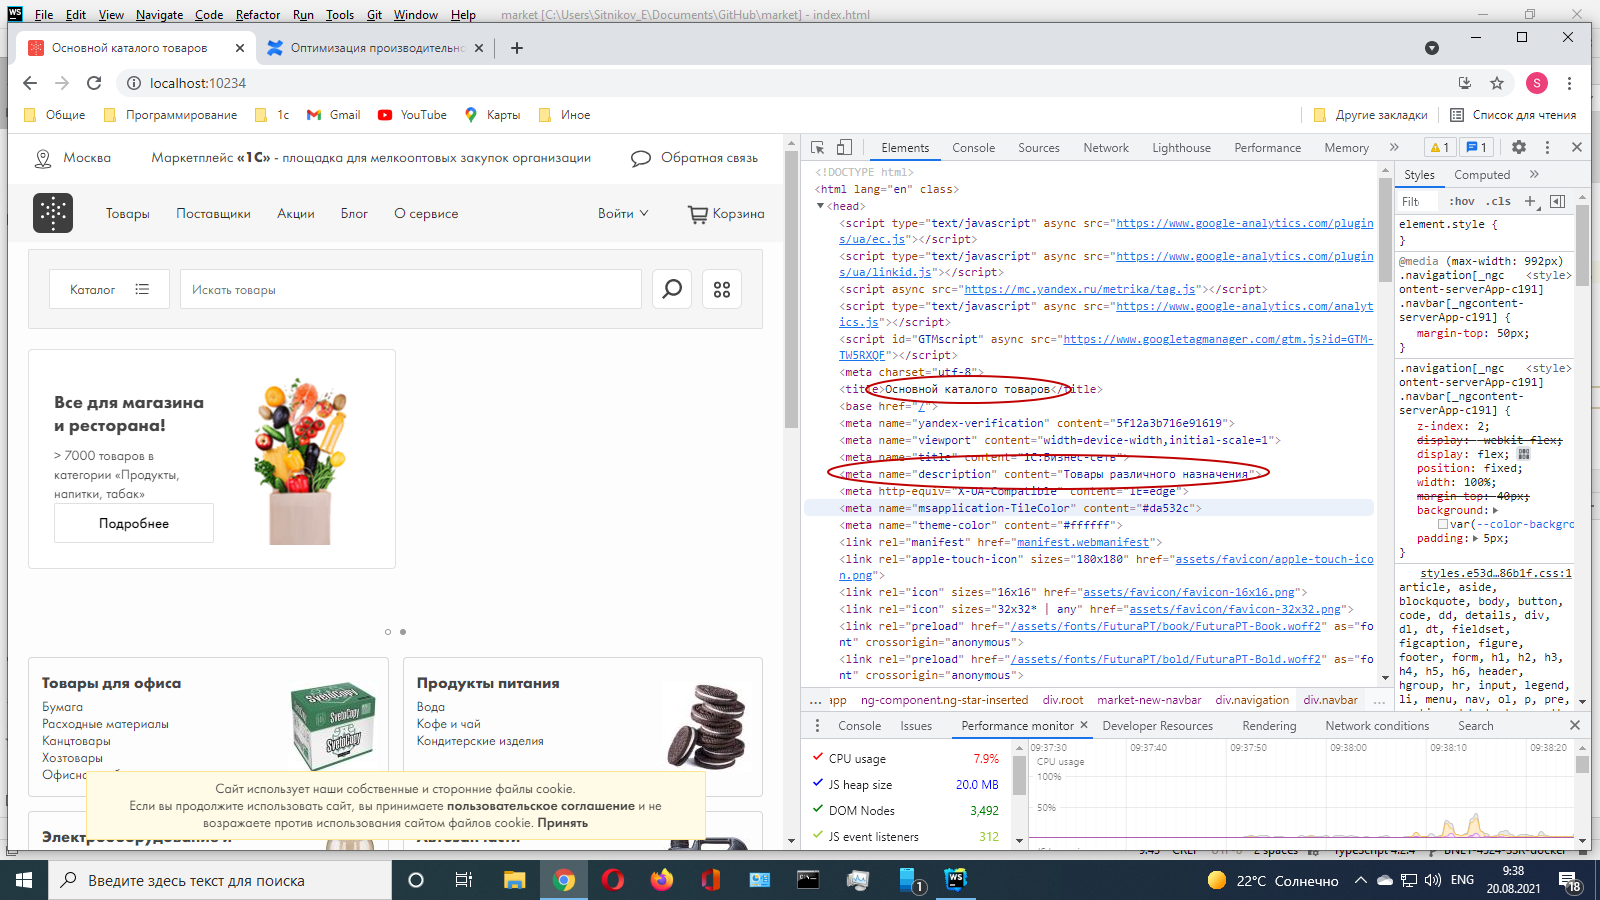 File Edit View Navigate Code Refactor Run Tools Git Window Help market [C:\Users\Sitnikov_E\Documents\GitHub\market] - index.html
Основной каталого товаров
Оптимизация производительно
localhost:10234
S
Общие Программирование 1с Gmail YouTube Карты Иное Другие закладки Список для чтения
Москва Маркетплейс «1С» - площадка для мелкооптовых закупок организации Обратная связь
Товары Поставщики Акции Блог О сервисе Войти Корзина
Каталог Искать товары
Все для магазина
и ресторана!
> 7000 товаров в
категории «Продукты,
напитки, табак»
Подробнее
Товары для офиса
Бумага
Расходные материалы
Канцтовары
Хозтовары
SvetoCopy
SvetoCopy
Продукты питания
Вода
Кофе и чай
Кондитерские изделия
Сайт использует наши собственные и сторонние файлы cookie.
Если вы продолжите использовать сайт, вы принимаете пользовательское соглашение и не
возражаете против использования сайтом файлов cookie. Принять
Elements Console Sources Network Lighthouse Performance Memory » 1 1
<!DOCTYPE html>
<html lang="en" class>
<head>
<script type="text/javascript" async src="https://www.google-analytics.com/plugin
s/ua/ec.js"></script>
<script type="text/javascript" async src="https://www.google-analytics.com/plugin
s/ua/linkid.js"></script>
<script async src="https://mc.yandex.ru/metrika/tag.js"></script>
<script type="text/javascript" async src="https://www.google-analytics.com/analyt
ics.js"></script>
<script id="GTMscript" async src="https://www.googletagmanager.com/gtm.js?id=GTM-
TW5RXQF"></script>
<meta charset="utf-8">
<title>Основной каталого товаров</title>
<base href="/">
<meta name="yandex-verification" content="5f12a3b716e91619">
<meta name="viewport" content="width=device-width,initial-scale=1">
<meta name="title" content="1С:Бизнес-сеть">
<meta name="description" content="Товары различного назначения">
<meta http-equiv="X-UA-Compatible" content="IE=edge">
<meta name="msapplication-TileColor" content="#da532c">
<meta name="theme-color" content="#ffffff">
<link rel="manifest" href="manifest.webmanifest">
<link rel="apple-touch-icon" sizes="180x180" href="assets/favicon/apple-touch-ico
n.png">
<link rel="icon" sizes="16x16" href="assets/favicon/favicon-16x16.png">
<link rel="icon" sizes="32x32* | any" href="assets/favicon/favicon-32x32.png">
<link rel="preload" href="/assets/fonts/FuturaPT/book/FuturaPT-Book.woff2" as="fo
nt" crossorigin="anonymous">
<link rel="preload" href="/assets/fonts/FuturaPT/bold/FuturaPT-Bold.woff2" as="fo
nt" crossorigin="anonymous">
... app ng-component.ng-star-inserted div.root market-new-navbar div.navigation div.navbar ...
Styles Computed »
Filt :hov .cls
element.style {
}
@media (max-width: 992px)
.navigation[_ngc <style>
ontent-serverApp-c191]
.navbar[_ngcontent-
serverApp-c191] {
margin-top: 50px;
}
.navigation[_ngc <style>
ontent-serverApp-c191]
.navbar[_ngcontent-
serverApp-c191] {
z-index: 2;
display: -webkit-flex;
display: flex;
position: fixed;
width: 100%;
margin-top: 40px;
background:
var(--color-backgro
padding: 5px;
}
styles.e53d…86b1f.css:1
article, aside,
blockquote, body, button,
code, dd, details, div,
dl, dt, fieldset,
figcaption, figure,
footer, form, h1, h2, h3,
h4, h5, h6, header,
hgroup, hr, input, legend,
li, menu, nav, ol, p, pre,
Console Issues Performance monitor Developer Resources Rendering Network conditions Search
CPU usage 7.9%
JS heap size 20.0 MB
DOM Nodes 3,492
JS event listeners 312
09:37:30 09:37:40 09:37:50 09:38:00 09:38:10 09:38:20
CPU usage
100%
50%
Введите здесь текст для поиска
1
22°C Солнечно
ENG
9:38
20.08.2021
18